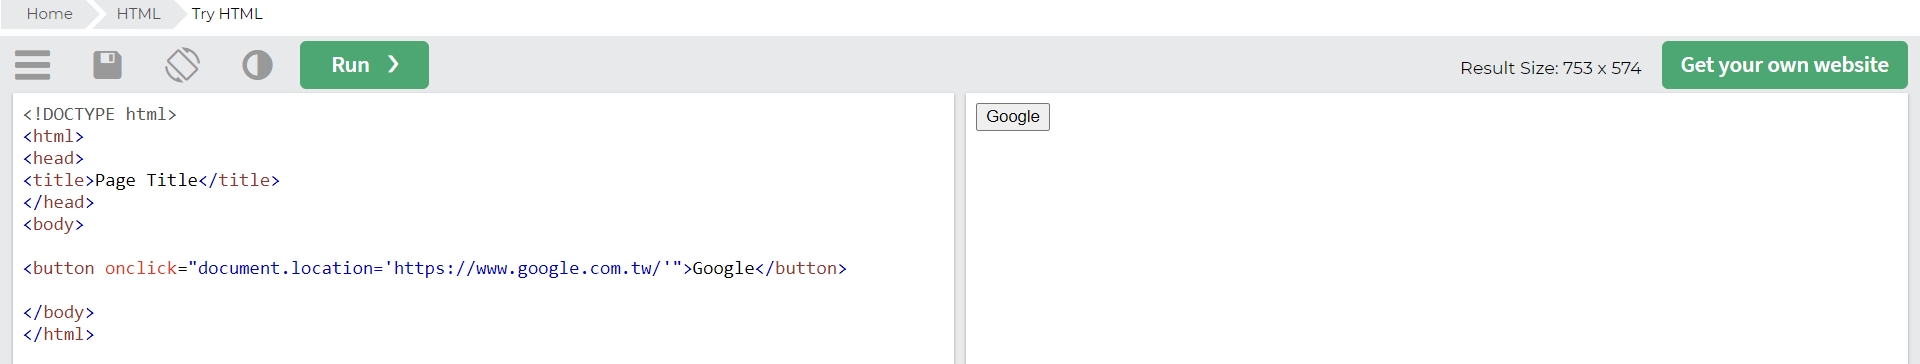 Home HTML Try HTML
Run ❯ Result Size: 753 x 574 Get your own website
<!DOCTYPE html>
<html>
<head>
<title>Page Title</title>
</head>
<body>
<button onclick="document.location='https://www.google.com.tw/'">Google</button>
</body>
</html>
Google